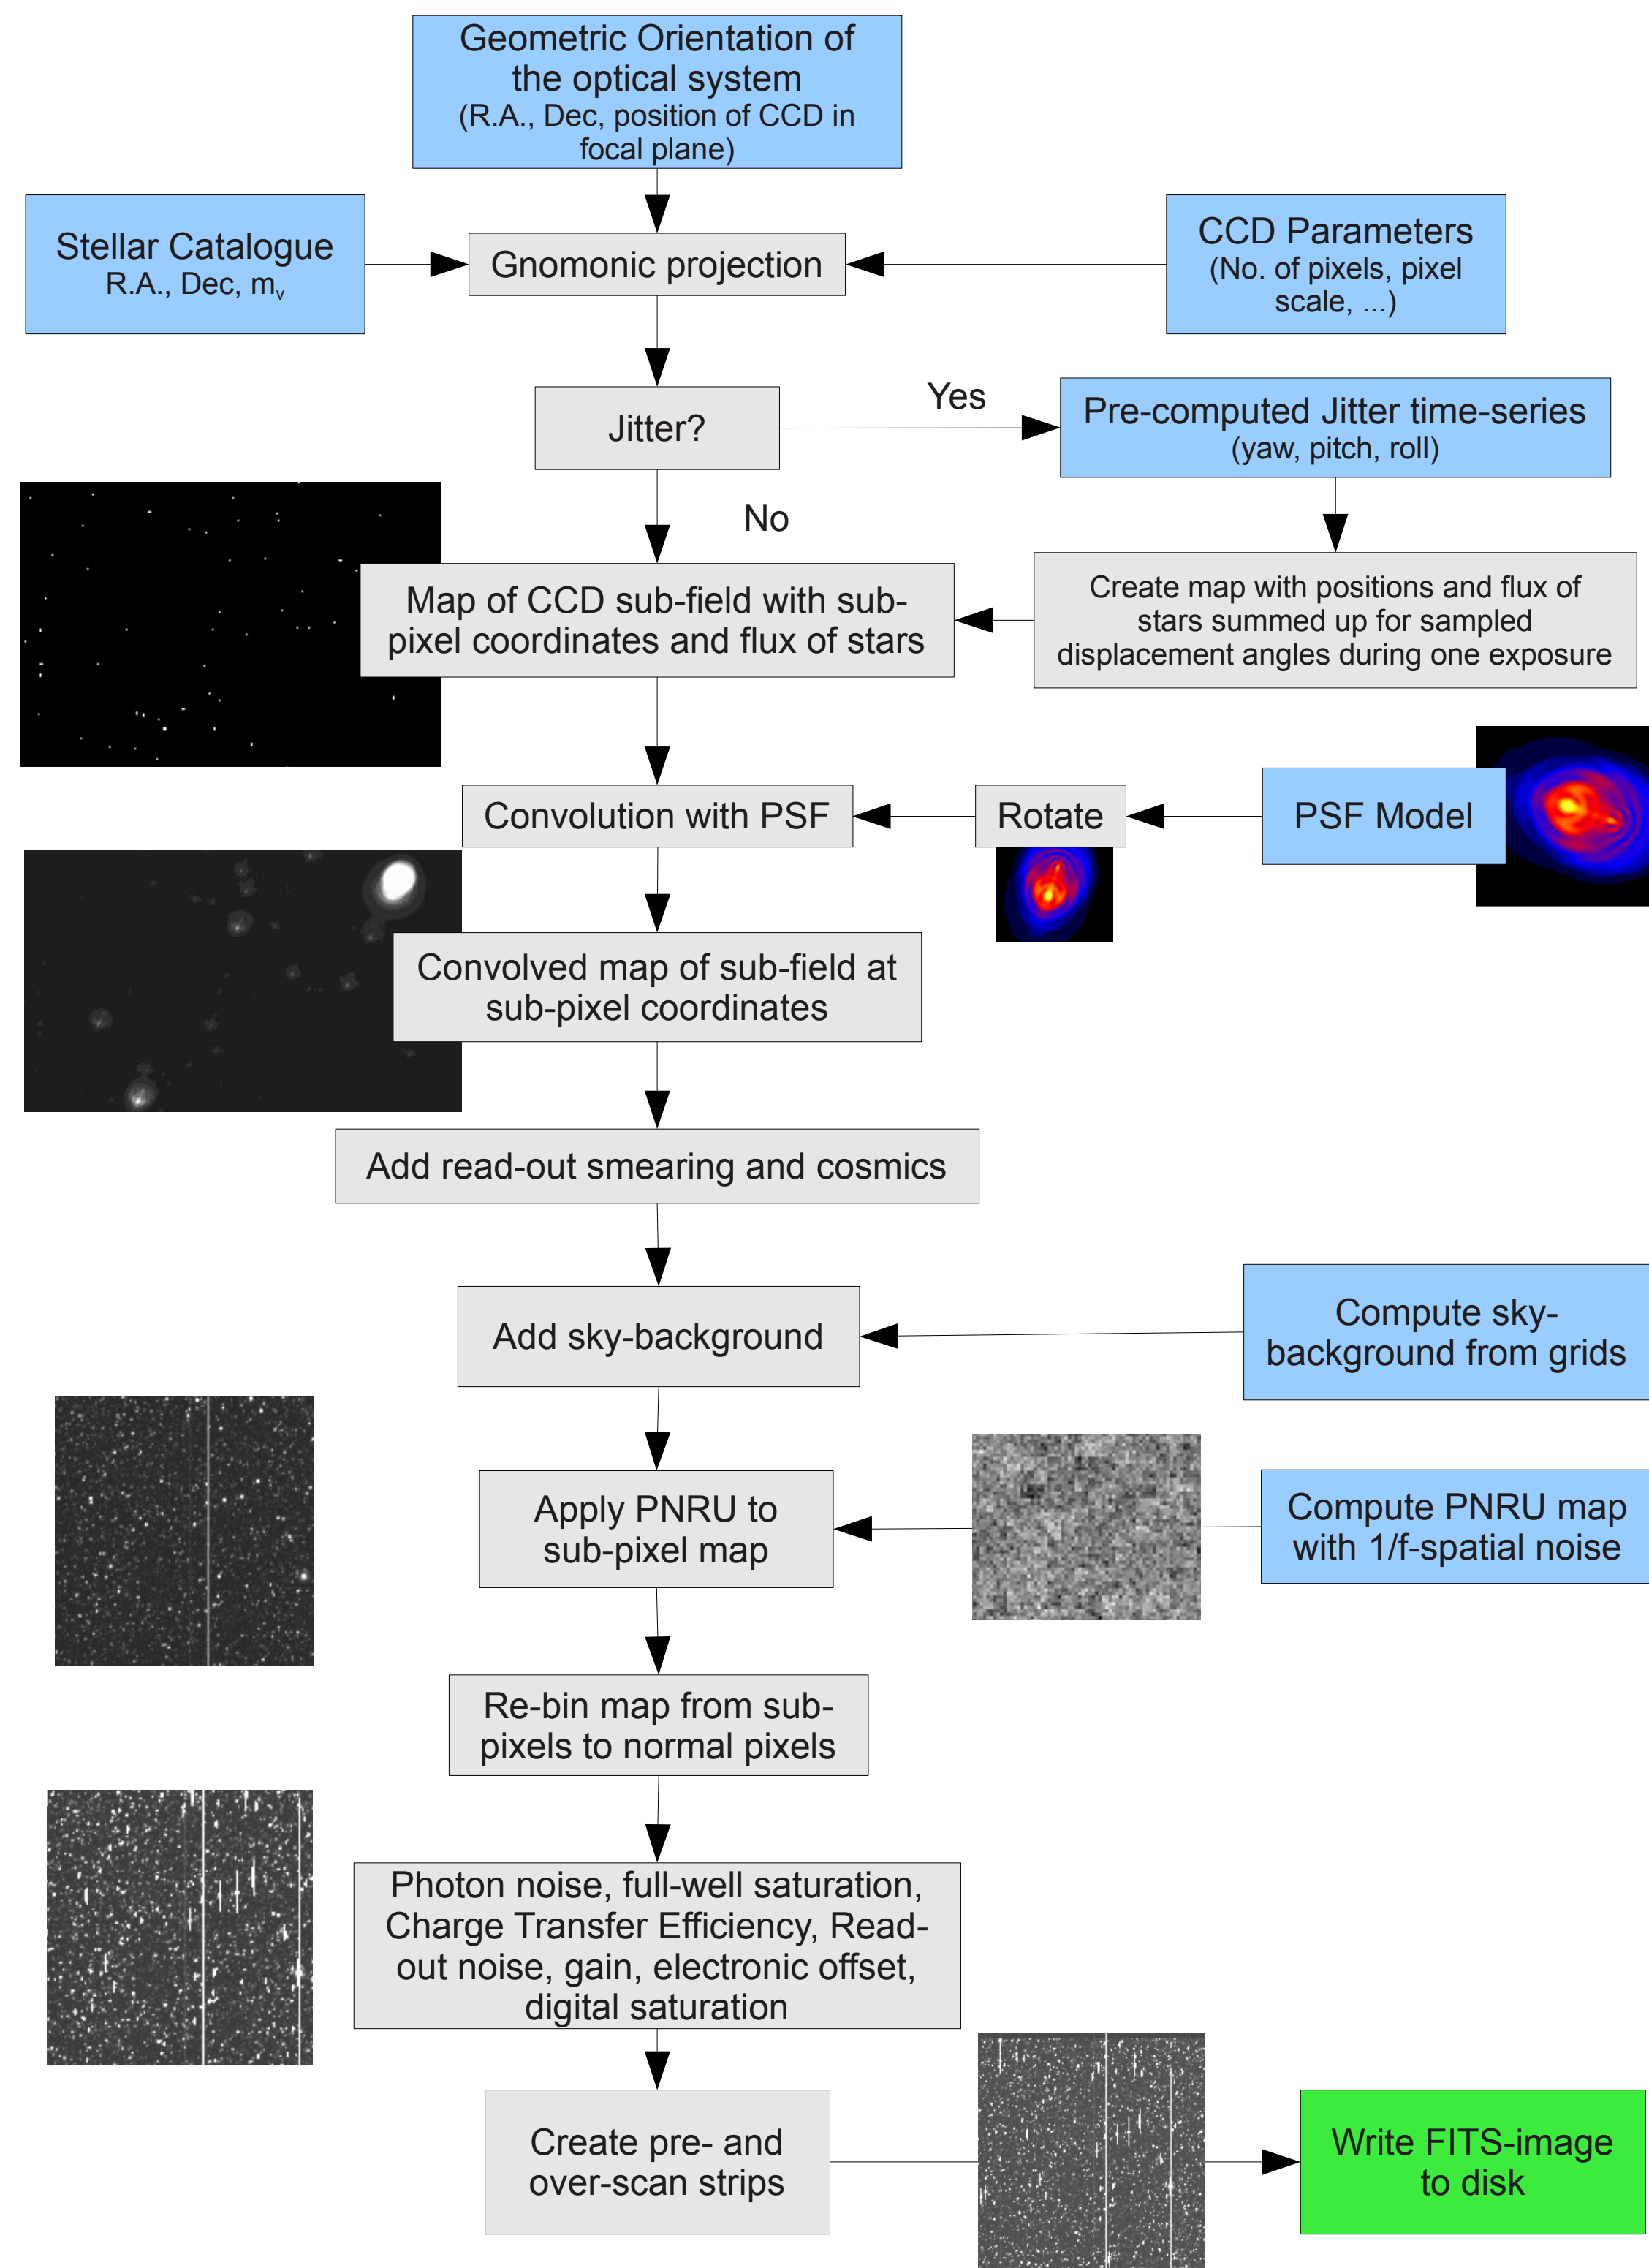 Geometric Orientation of
the optical system
(R.A., Dec, position of CCD in
focal plane)
Stellar Catalogue
R.A., Dec, mᵥ
Gnomonic projection
CCD Parameters
(No. of pixels, pixel
scale, ...)
Jitter?
Yes
Pre-computed Jitter time-series
(yaw, pitch, roll)
No
Map of CCD sub-field with sub-
pixel coordinates and flux of stars
Create map with positions and flux of
stars summed up for sampled
displacement angles during one exposure
Convolution with PSF
Rotate
PSF Model
Convolved map of sub-field at
sub-pixel coordinates
Add read-out smearing and cosmics
Add sky-background
Compute sky-
background from grids
Apply PNRU to
sub-pixel map
Compute PNRU map
with 1/f-spatial noise
Re-bin map from sub-
pixels to normal pixels
Photon noise, full-well saturation,
Charge Transfer Efficiency, Read-
out noise, gain, electronic offset,
digital saturation
Create pre- and
over-scan strips
Write FITS-image
to disk